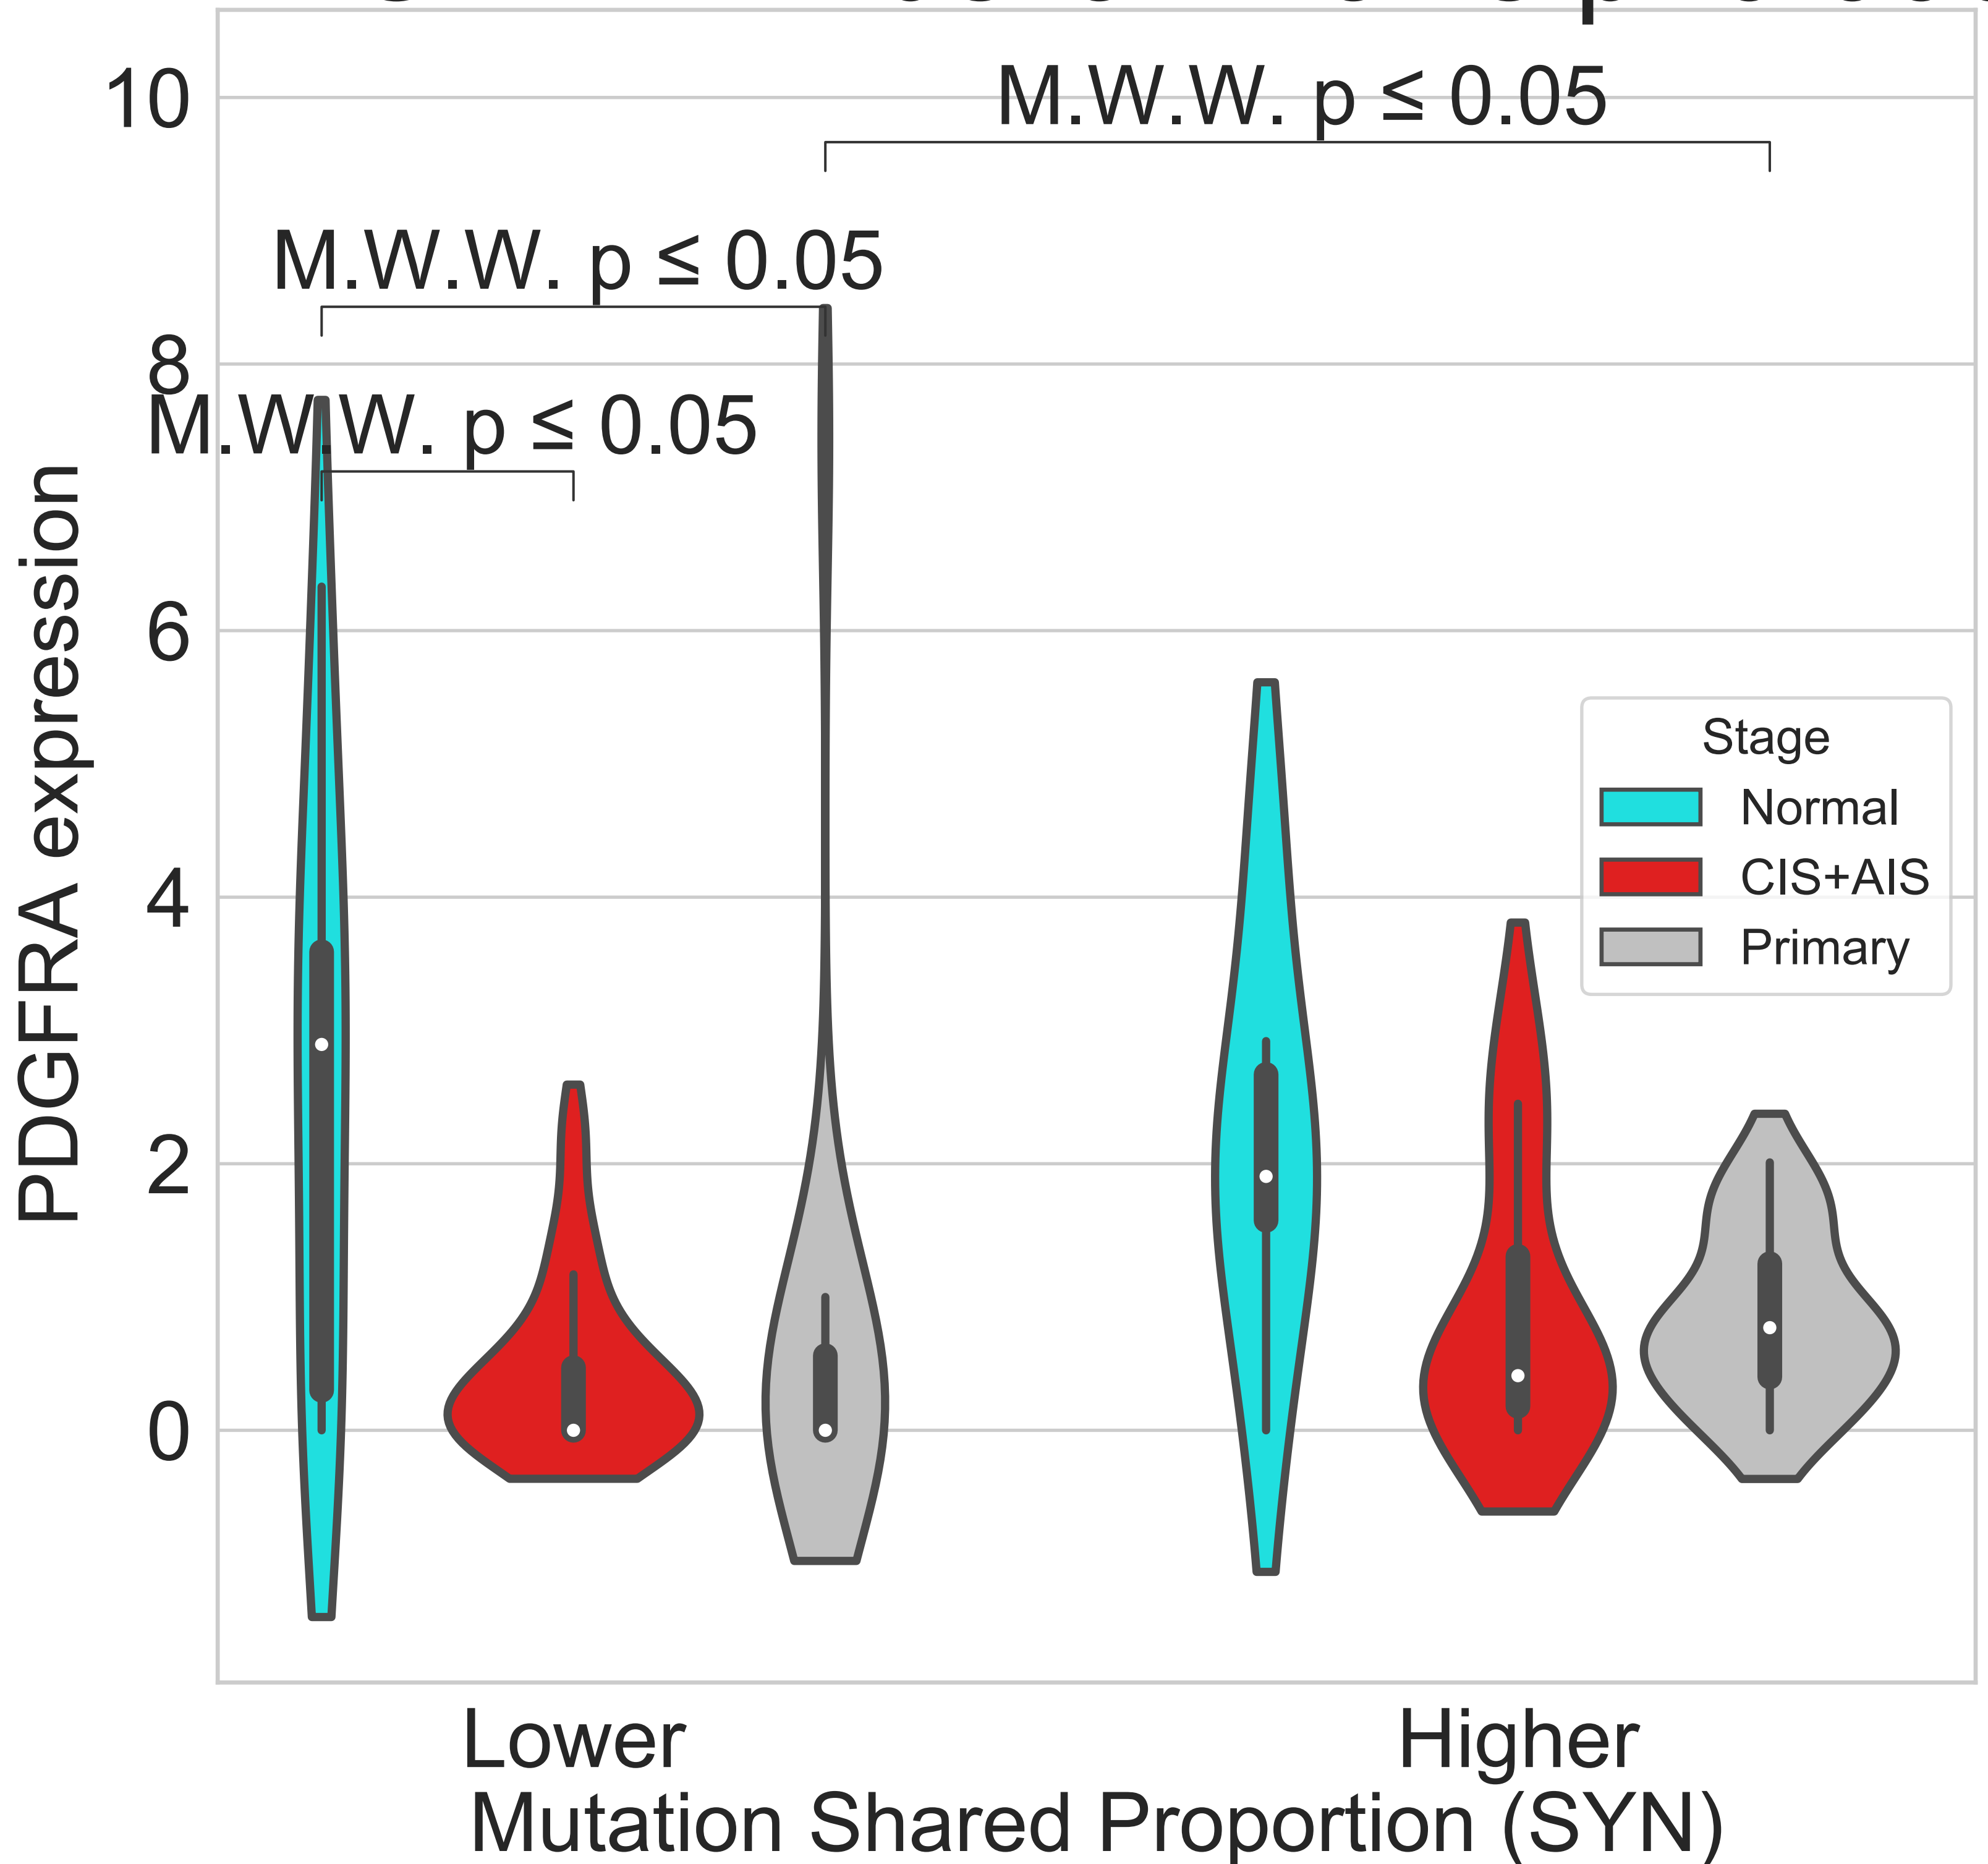 10
M.W.W. p ≤ 0.05
M.W.W. p ≤ 0.05
8
M.W.W. p ≤ 0.05
6
4
2
0
PDGFRA expression
Stage
Normal
CIS+AIS
Primary
Lower
Higher
Mutation Shared Proportion (SYN)